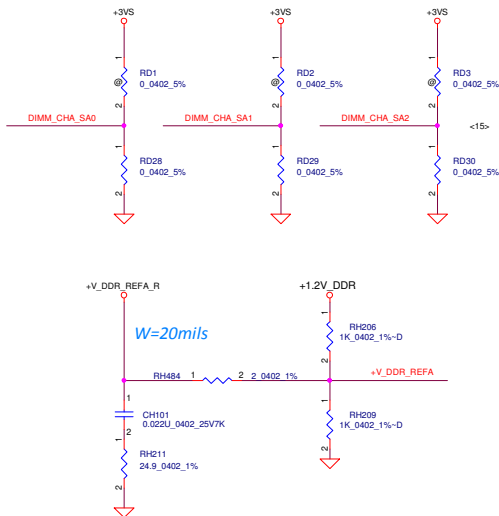 +3VS +3VS +3VS
1 1 1
RD1 RD2 RD3
@ 0_0402_5% @ 0_0402_5% @ 0_0402_5%
2 2 2
DIMM_CHA_SA0 DIMM_CHA_SA1 DIMM_CHA_SA2 <15>
1 1 1
RD28 RD29 RD30
0_0402_5% 0_0402_5% 0_0402_5%
2 2 2
+V_DDR_REFA_R +1.2V_DDR
W=20mils
1
RH206
1K_0402_1%~D
2
RH484 1 2 2_0402_1% +V_DDR_REFA
1 1
CH101 RH209
0.022U_0402_25V7K 1K_0402_1%~D
2 2
1
RH211
24.9_0402_1%
2